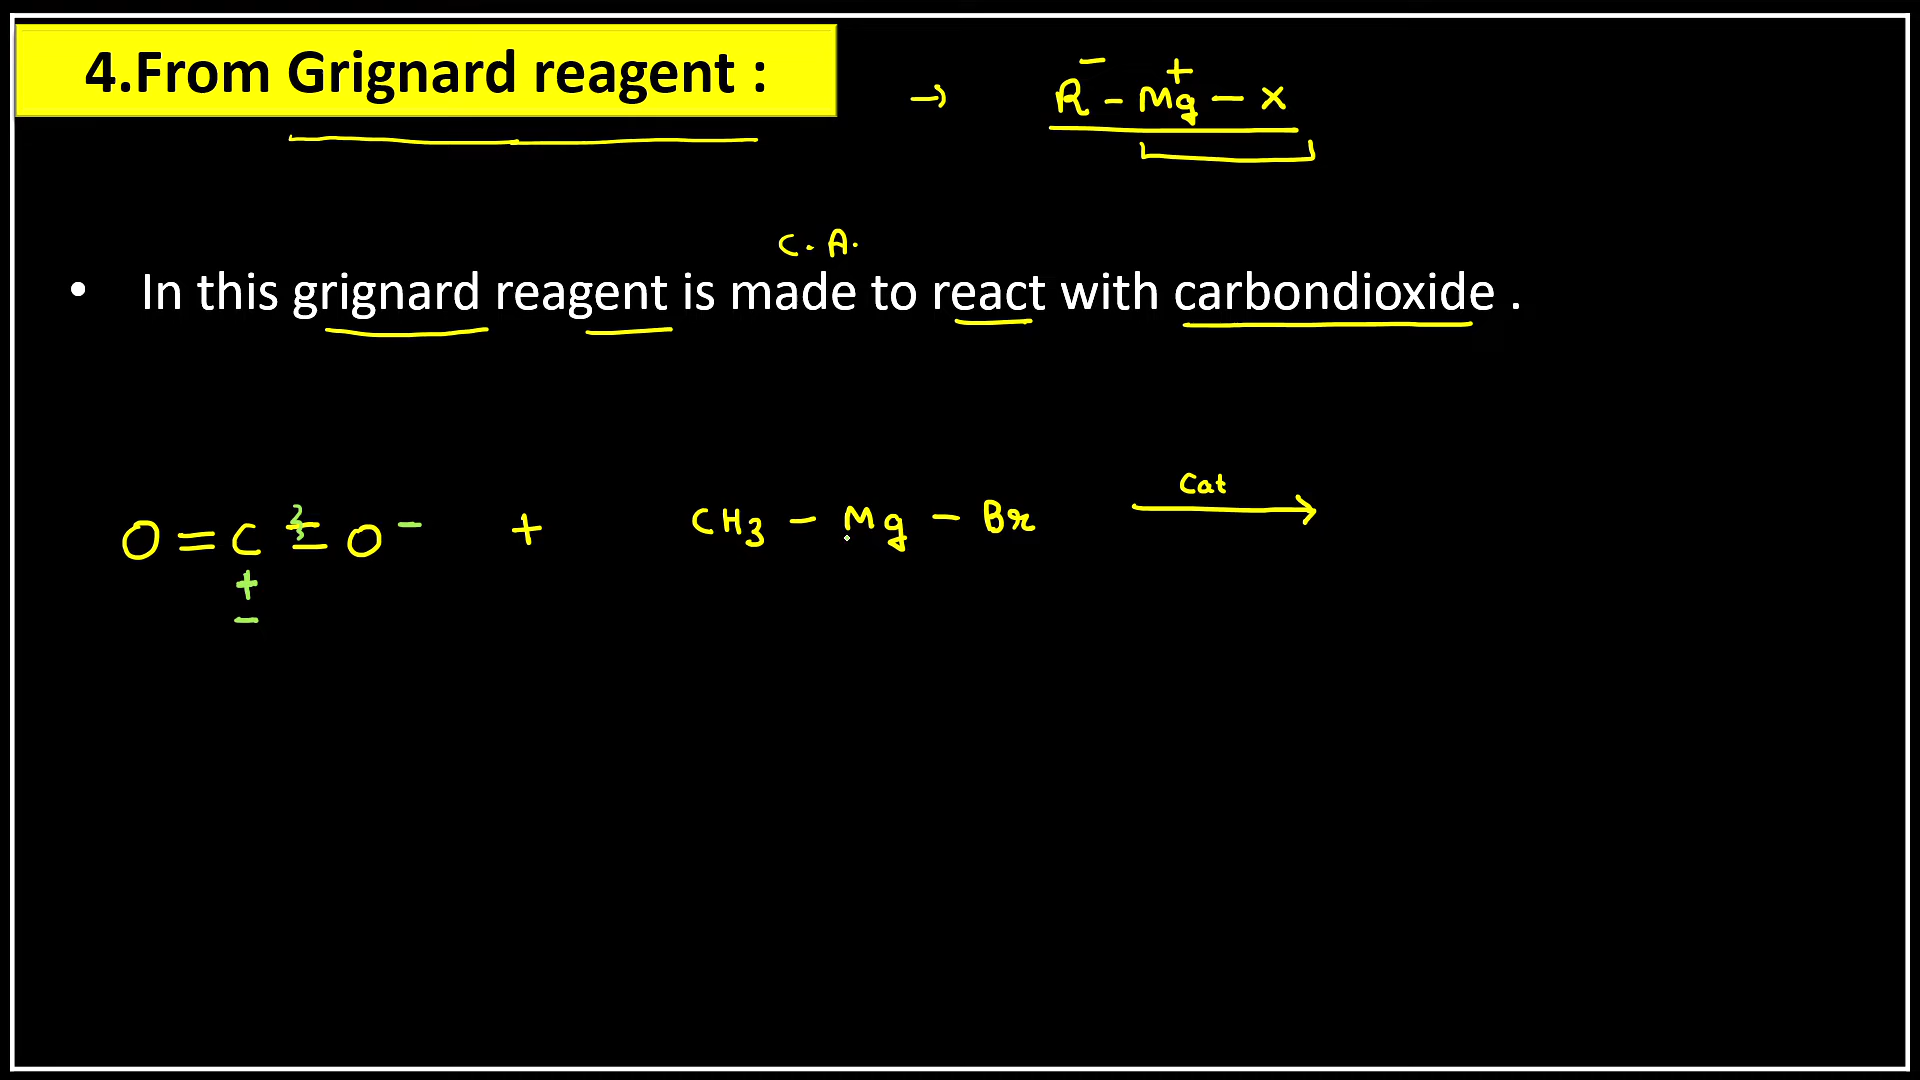 4.From Grignard reagent : → R⁻ - Mg⁺ - X
C. A.
• In this grignard reagent is made to react with carbondioxide .
Cat
O = C = O⁻ + CH₃ - Mg - Br →
+
-